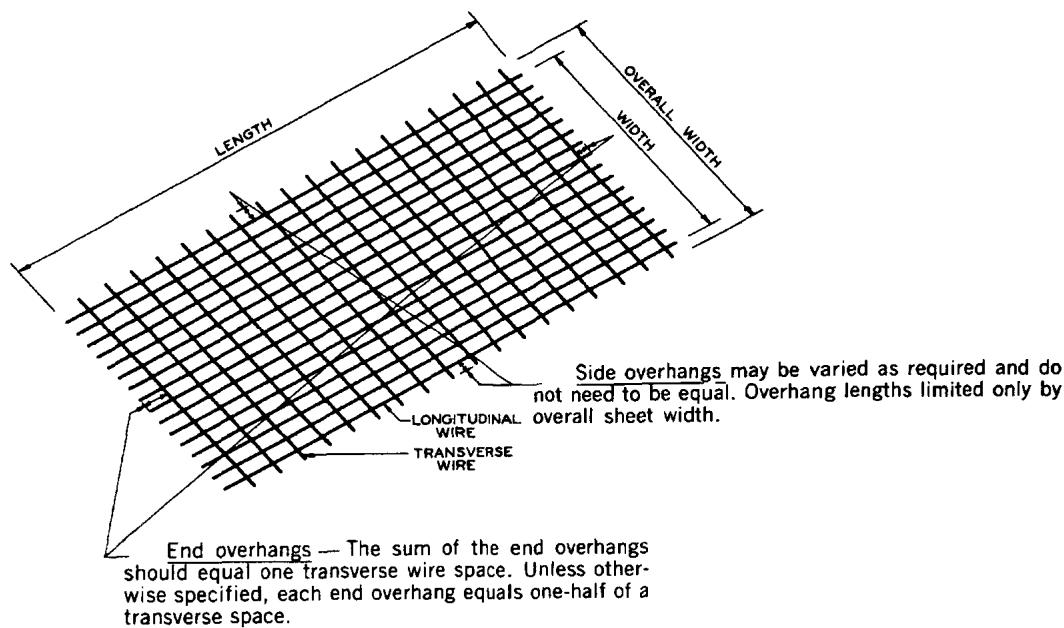 LENGTH
OVERALL WIDTH
WIDTH
Side overhangs may be varied as required and do
not need to be equal. Overhang lengths limited only by
overall sheet width.
LONGITUDINAL
WIRE
TRANSVERSE
WIRE
End overhangs — The sum of the end overhangs
should equal one transverse wire space. Unless other-
wise specified, each end overhang equals one-half of a
transverse space.